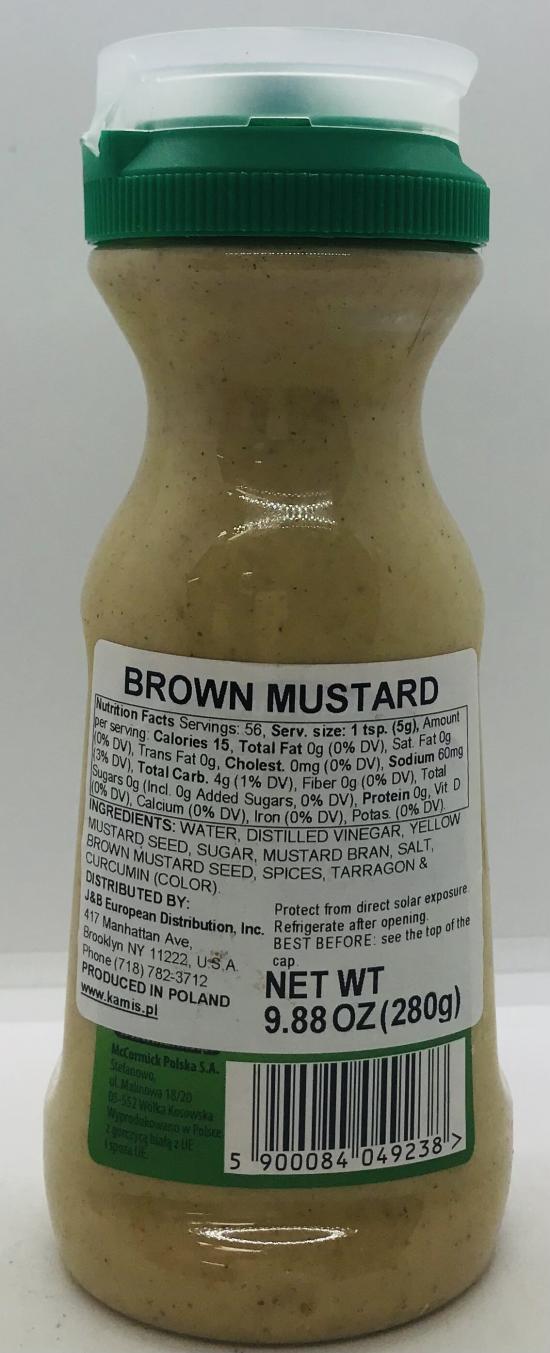 BROWN MUSTARD
Nutrition Facts Servings: 56, Serv. size: 1 tsp. (5g), Amount
per serving: Calories 15, Total Fat 0g (0% DV), Sat. Fat 0g
(0% DV), Trans Fat 0g, Cholest. 0mg (0% DV), Sodium 60mg
(3% DV), Total Carb. 4g (1% DV), Fiber 0g (0% DV), Total
Sugars 0g (Incl. 0g Added Sugars, 0% DV), Protein 0g, Vit D
(0% DV), Calcium (0% DV), Iron (0% DV), Potas. (0% DV).
INGREDIENTS: WATER, DISTILLED VINEGAR, YELLOW
MUSTARD SEED, SUGAR, MUSTARD BRAN, SALT,
BROWN MUSTARD SEED, SPICES, TARRAGON &
CURCUMIN (COLOR).
DISTRIBUTED BY:
J&B European Distribution, Inc.
417 Manhattan Ave,
Brooklyn NY 11222, U.S.A.
Phone (718) 782-3712
PRODUCED IN POLAND
www.kamis.pl
Protect from direct solar exposure.
Refrigerate after opening.
BEST BEFORE: see the top of the
cap.
NET WT
9.88 OZ(280g)
McCormick Polska S.A.
Stefanowo,
ul. Malinowa 18/20
05-552 Wólka Kosowska
Wyprodukowano w Polsce
z gorczycy białej z UE
i spoza UE.
5 900084 049238 >